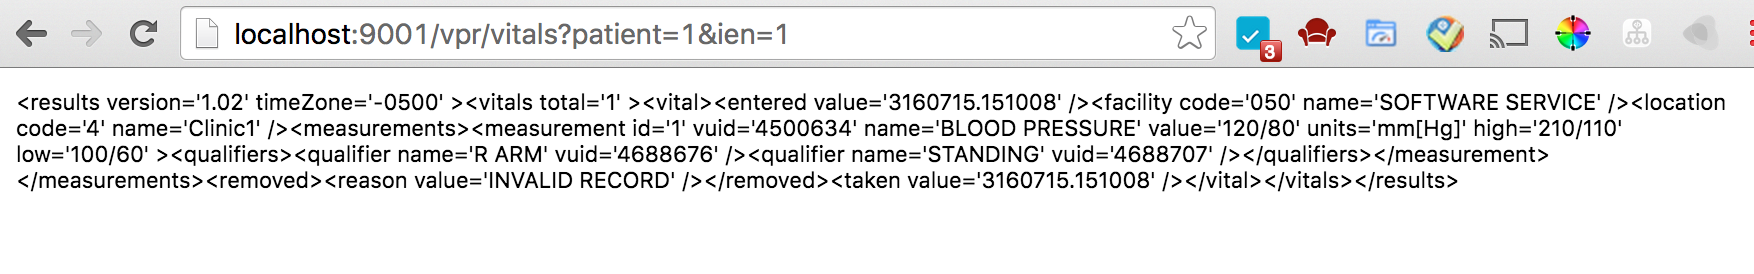 localhost:9001/vpr/vitals?patient=1&ien=1
3
<results version='1.02' timeZone='-0500' ><vitals total='1' ><vital><entered value='3160715.151008' /><facility code='050' name='SOFTWARE SERVICE' /><location
code='4' name='Clinic1' /><measurements><measurement id='1' vuid='4500634' name='BLOOD PRESSURE' value='120/80' units='mm[Hg]' high='210/110'
low='100/60' ><qualifiers><qualifier name='R ARM' vuid='4688676' /><qualifier name='STANDING' vuid='4688707' /></qualifiers></measurement>
</measurements><removed><reason value='INVALID RECORD' /></removed><taken value='3160715.151008' /></vital></vitals></results>